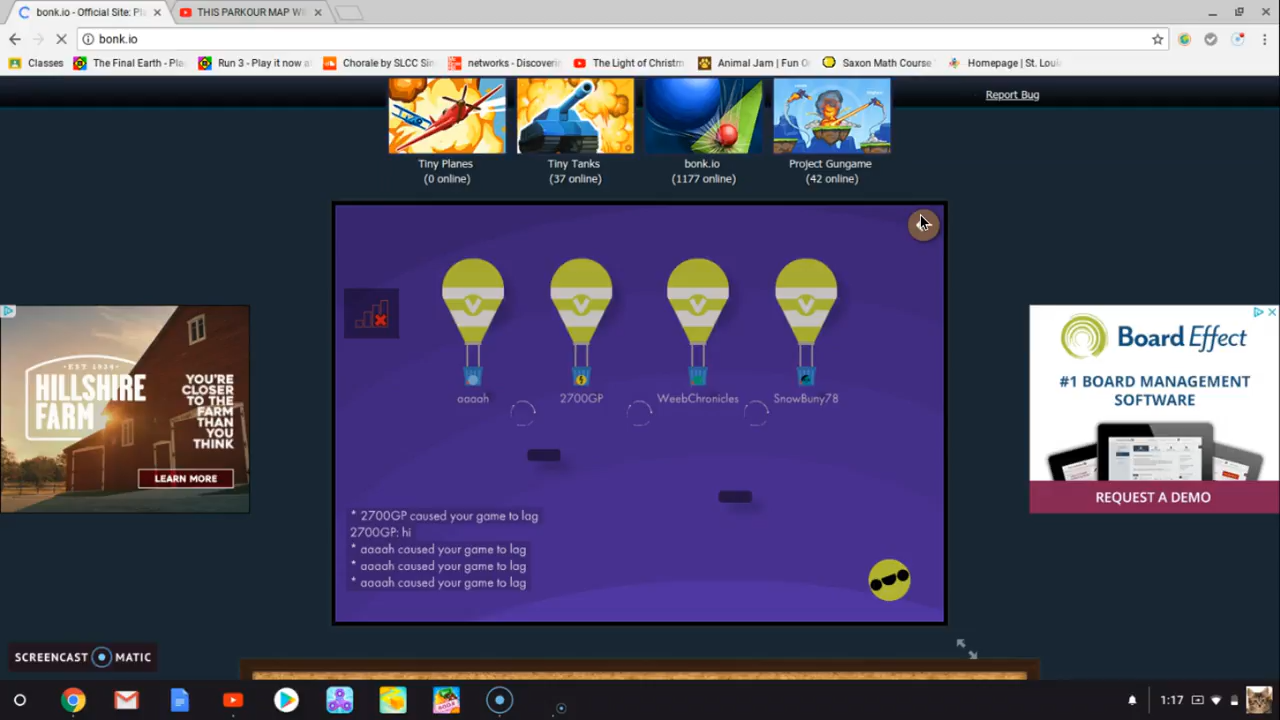 bonk.io - Official Site: Pl
THIS PARKOUR MAP W
bonk.io
Classes
The Final Earth - Pla
Run 3 - Play it now a
Chorale by SLCC Sin
networks - Discoveri
The Light of Christm
Animal Jam | Fun O
Saxon Math Course
Homepage | St. Loui
Report Bug
Tiny Planes
(0 online)
Tiny Tanks
(37 online)
bonk.io
(1177 online)
Project Gungame
(42 online)
aaaah
2700GP
WeebChronicles
SnowBuny78
* 2700GP caused your game to lag
2700GP: hi
* aaaah caused your game to lag
* aaaah caused your game to lag
* aaaah caused your game to lag
EST 1934
HILLSHIRE
FARM
YOU'RE
CLOSER
TO THE
FARM
THAN
YOU
THINK
LEARN MORE
Board Effect
#1 BOARD MANAGEMENT
SOFTWARE
REQUEST A DEMO
SCREENCAST MATIC
1:17